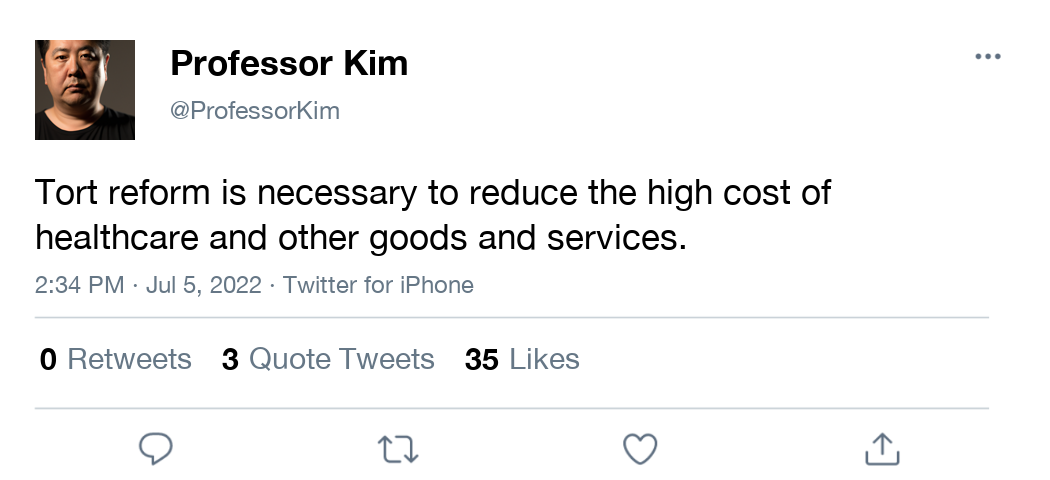 Professor Kim
@ProfessorKim
Tort reform is necessary to reduce the high cost of
healthcare and other goods and services.
2:34 PM · Jul 5, 2022 · Twitter for iPhone
0 Retweets 3 Quote Tweets 35 Likes